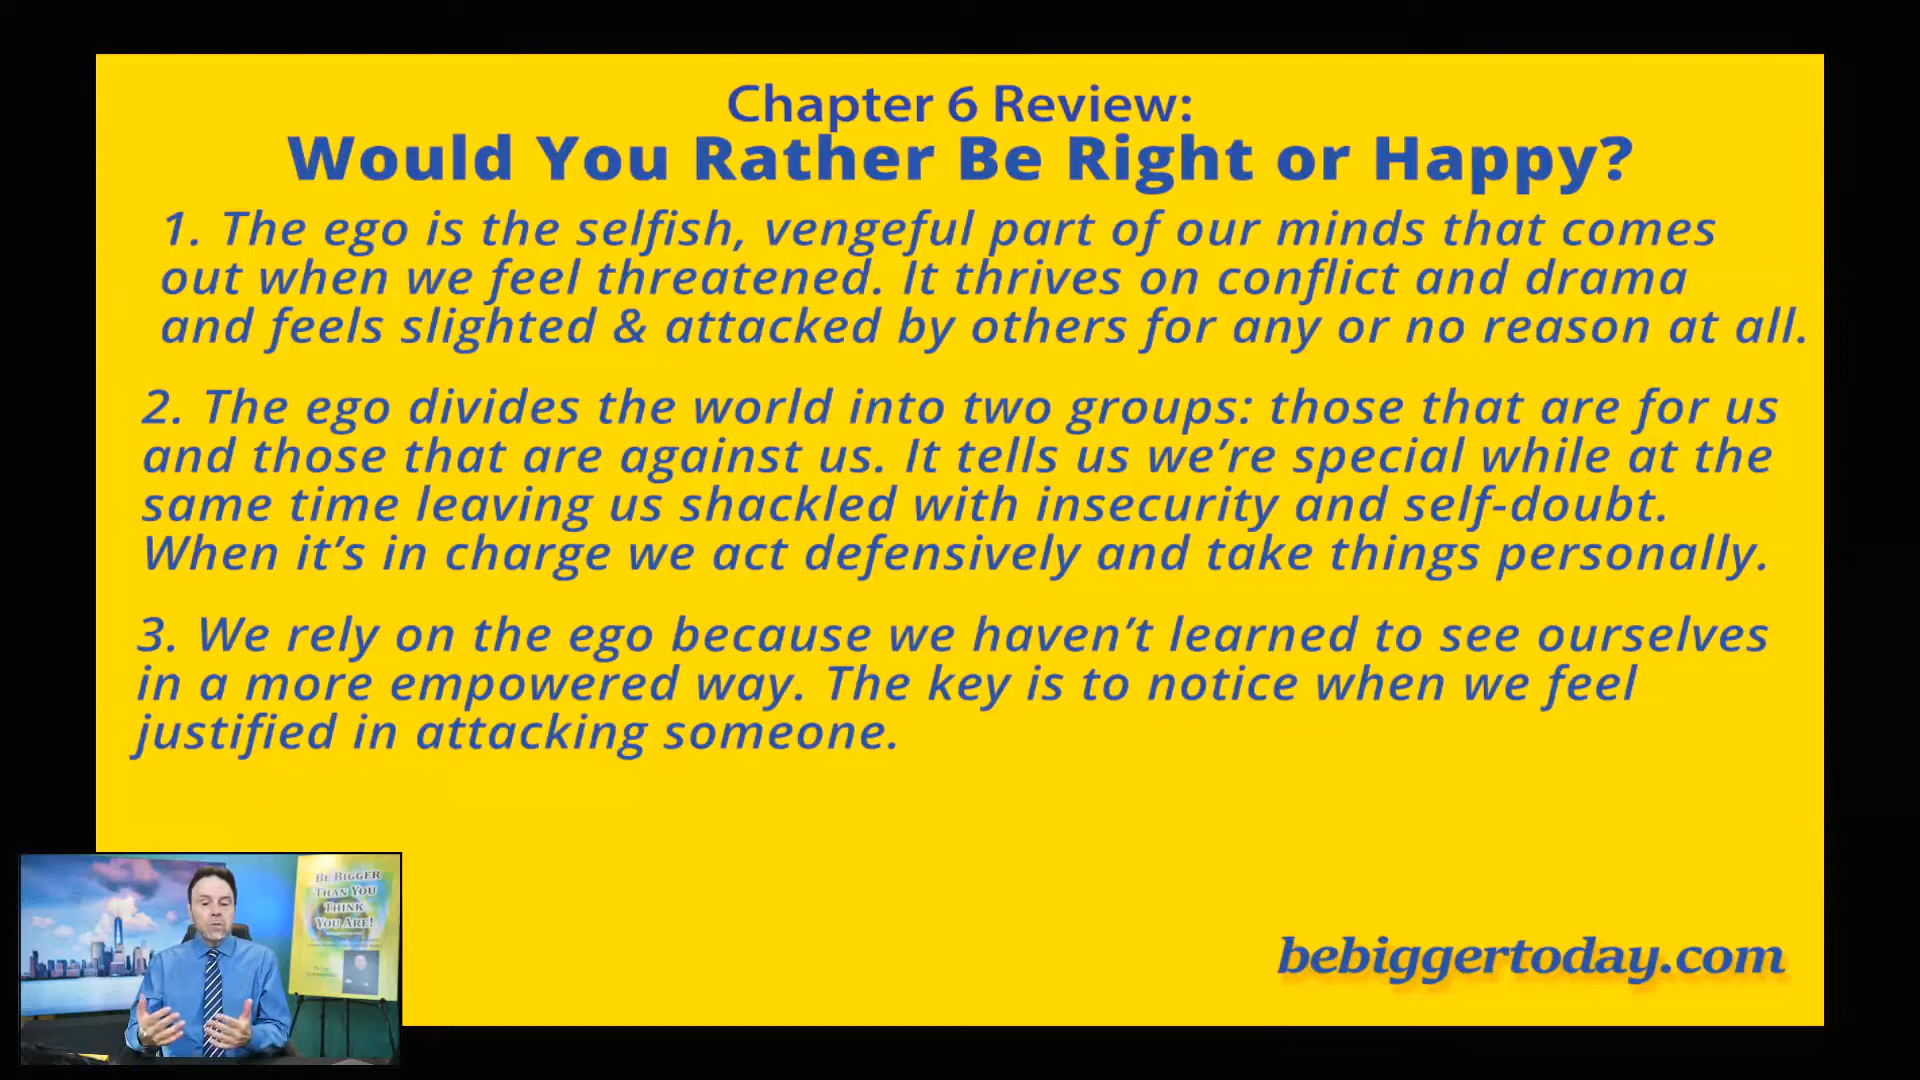 Chapter 6 Review:
Would You Rather Be Right or Happy?
1. The ego is the selfish, vengeful part of our minds that comes
out when we feel threatened. It thrives on conflict and drama
and feels slighted & attacked by others for any or no reason at all.
2. The ego divides the world into two groups: those that are for us
and those that are against us. It tells us we’re special while at the
same time leaving us shackled with insecurity and self-doubt.
When it’s in charge we act defensively and take things personally.
3. We rely on the ego because we haven’t learned to see ourselves
in a more empowered way. The key is to notice when we feel
justified in attacking someone.
Be Bigger
Than You
Think
You Are!
bebiggertoday.com